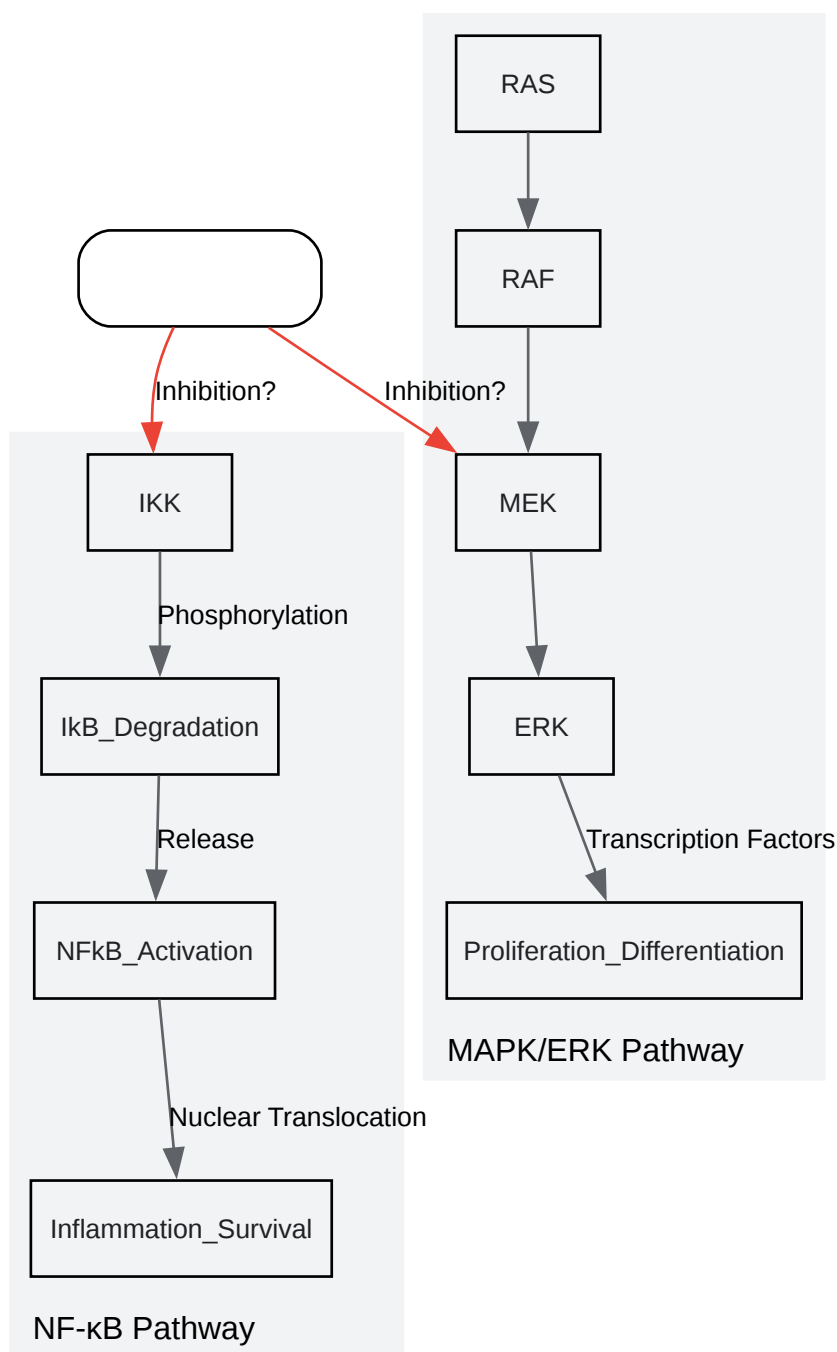 RAS
RAF
Inhibition?
Inhibition?
IKK
MEK
Phosphorylation
IkB_Degradation
ERK
Release
Transcription Factors
NFkB_Activation
Proliferation_Differentiation
MAPK/ERK Pathway
Nuclear Translocation
Inflammation_Survival
NF-κB Pathway